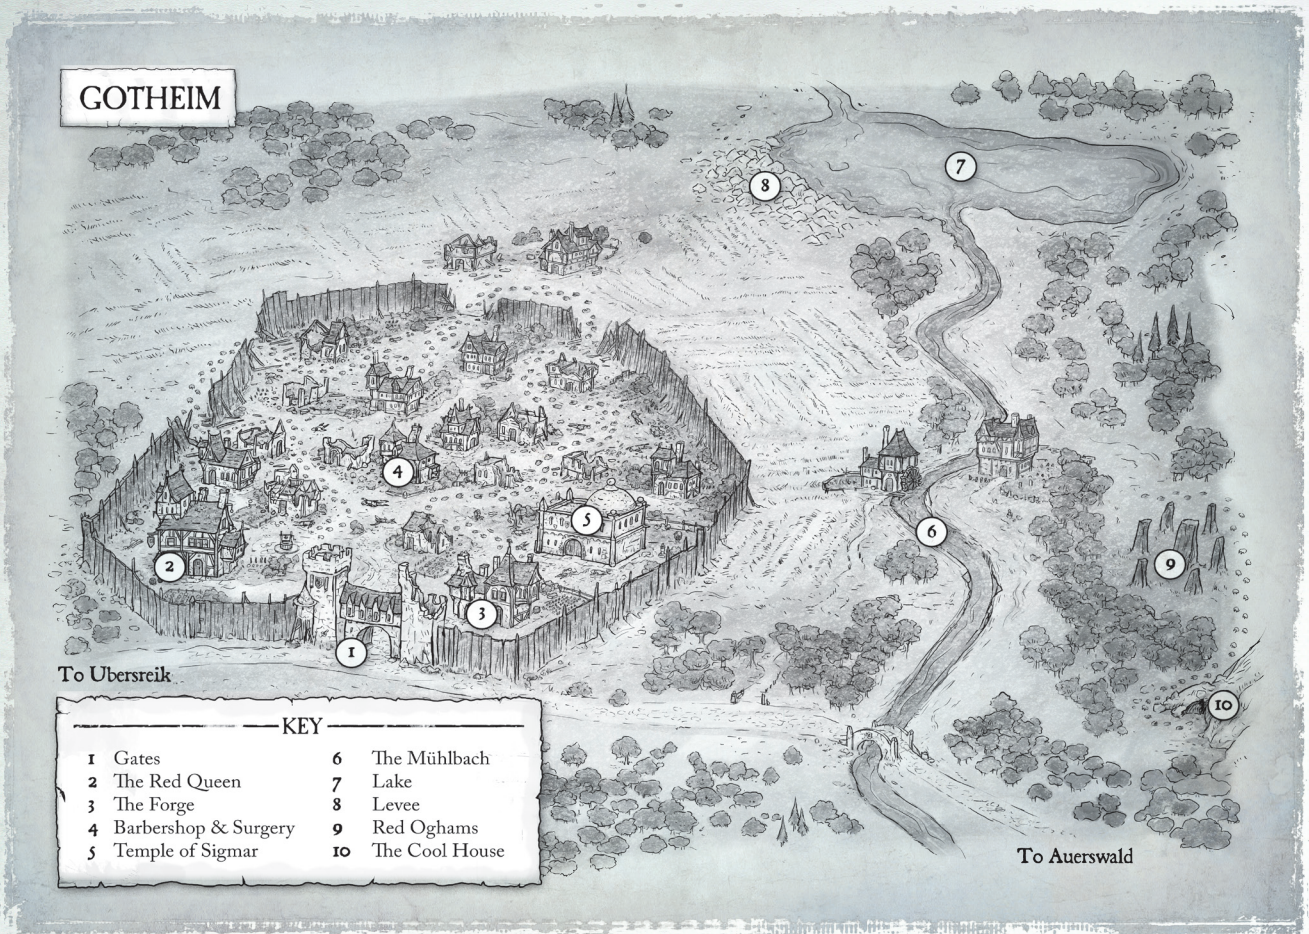 GOTHEIM
8
7
4
5
6
2
9
3
1
To Ubersreik
10
KEY
1 Gates
2 The Red Queen
3 The Forge
4 Barbershop & Surgery
5 Temple of Sigmar
6 The Mühlbach
7 Lake
8 Levee
9 Red Oghams
10 The Cool House
To Auerswald